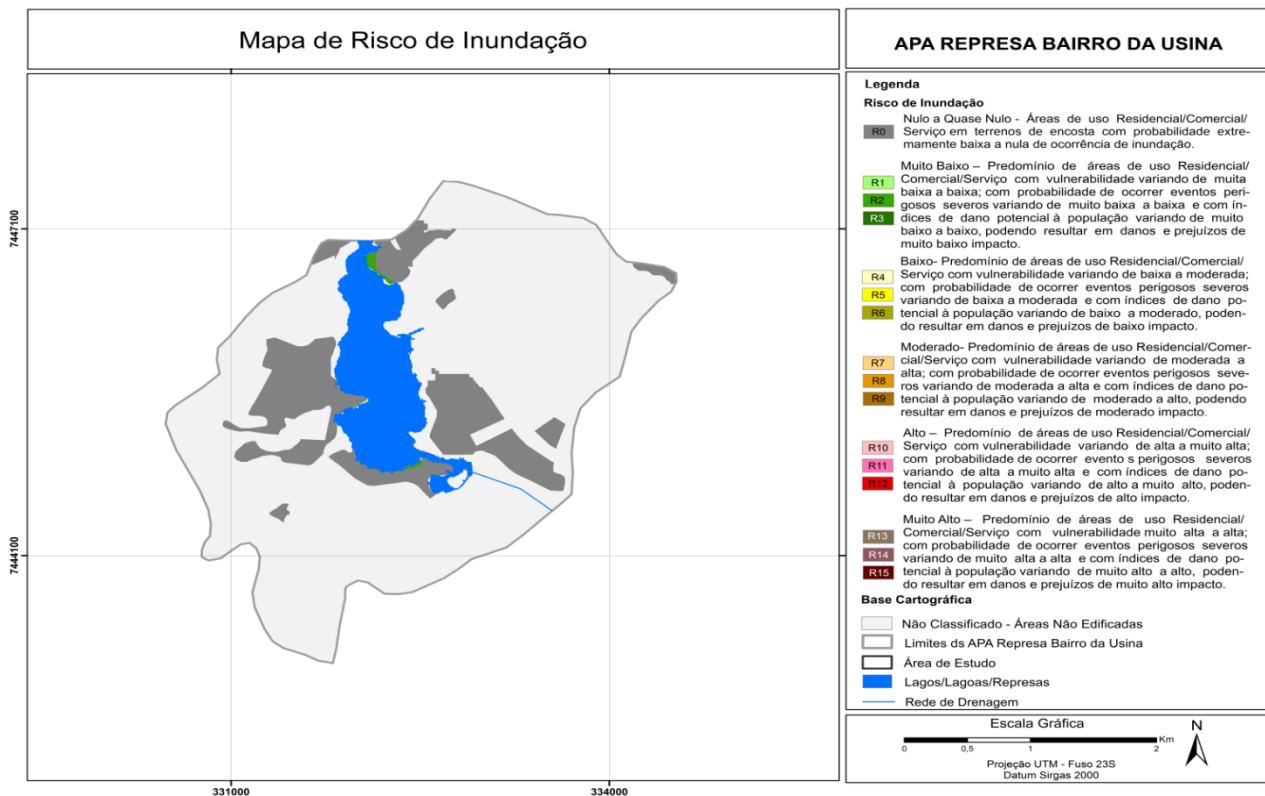 Mapa de Risco de Inundação
APA REPRESA BAIRRO DA USINA
7447100
7444100
331000
334000
Legenda
Risco de Inundação
R0
Nulo a Quase Nulo - Áreas de uso Residencial/Comercial/
Serviço em terrenos de encosta com probabilidade extre-
mamente baixa a nula de ocorrência de inundação.
R1
R2
R3
Muito Baixo – Predomínio de áreas de uso Residencial/
Comercial/Serviço com vulnerabilidade variando de muita
baixa a baixa; com probabilidade de ocorrer eventos peri-
gosos severos variando de muito baixa a baixa e com ín-
dices de dano potencial à população variando de muito
baixo a baixo, podendo resultar em danos e prejuízos de
muito baixo impacto.
R4
R5
R6
Baixo- Predomínio de áreas de uso Residencial/Comercial/
Serviço com vulnerabilidade variando de baixa a moderada;
com probabilidade de ocorrer eventos perigosos severos
variando de baixa a moderada e com índices de dano po-
tencial à população variando de baixo a moderado, poden-
do resultar em danos e prejuízos de baixo impacto.
R7
R8
R9
Moderado- Predomínio de áreas de uso Residencial/Comer-
cial/Serviço com vulnerabilidade variando de moderada a
alta; com probabilidade de ocorrer eventos perigosos seve-
ros variando de moderada a alta e com índices de dano po-
tencial à população variando de moderado a alto, podendo
resultar em danos e prejuízos de moderado impacto.
R10
R11
R12
Alto – Predomínio de áreas de uso Residencial/Comercial/
Serviço com vulnerabilidade variando de alta a muito alta;
com probabilidade de ocorrer evento s perigosos severos
variando de alta a muito alta e com índices de dano po-
tencial à população variando de alto a muito alto, poden-
do resultar em danos e prejuízos de alto impacto.
R13
R14
R15
Muito Alto – Predomínio de áreas de uso Residencial/
Comercial/Serviço com vulnerabilidade muito alta a alta;
com probabilidade de ocorrer eventos perigosos severos
variando de muito alta a alta e com índices de dano po-
tencial à população variando de muito alto a alto, poden-
do resultar em danos e prejuízos de muito alto impacto.
Base Cartográfica
Não Classificado - Áreas Não Edificadas
Limites ds APA Represa Bairro da Usina
Área de Estudo
Lagos/Lagoas/Represas
Rede de Drenagem
Escala Gráfica
N
Km
0 0,5 1 2
Projeção UTM - Fuso 23S
Datum Sirgas 2000